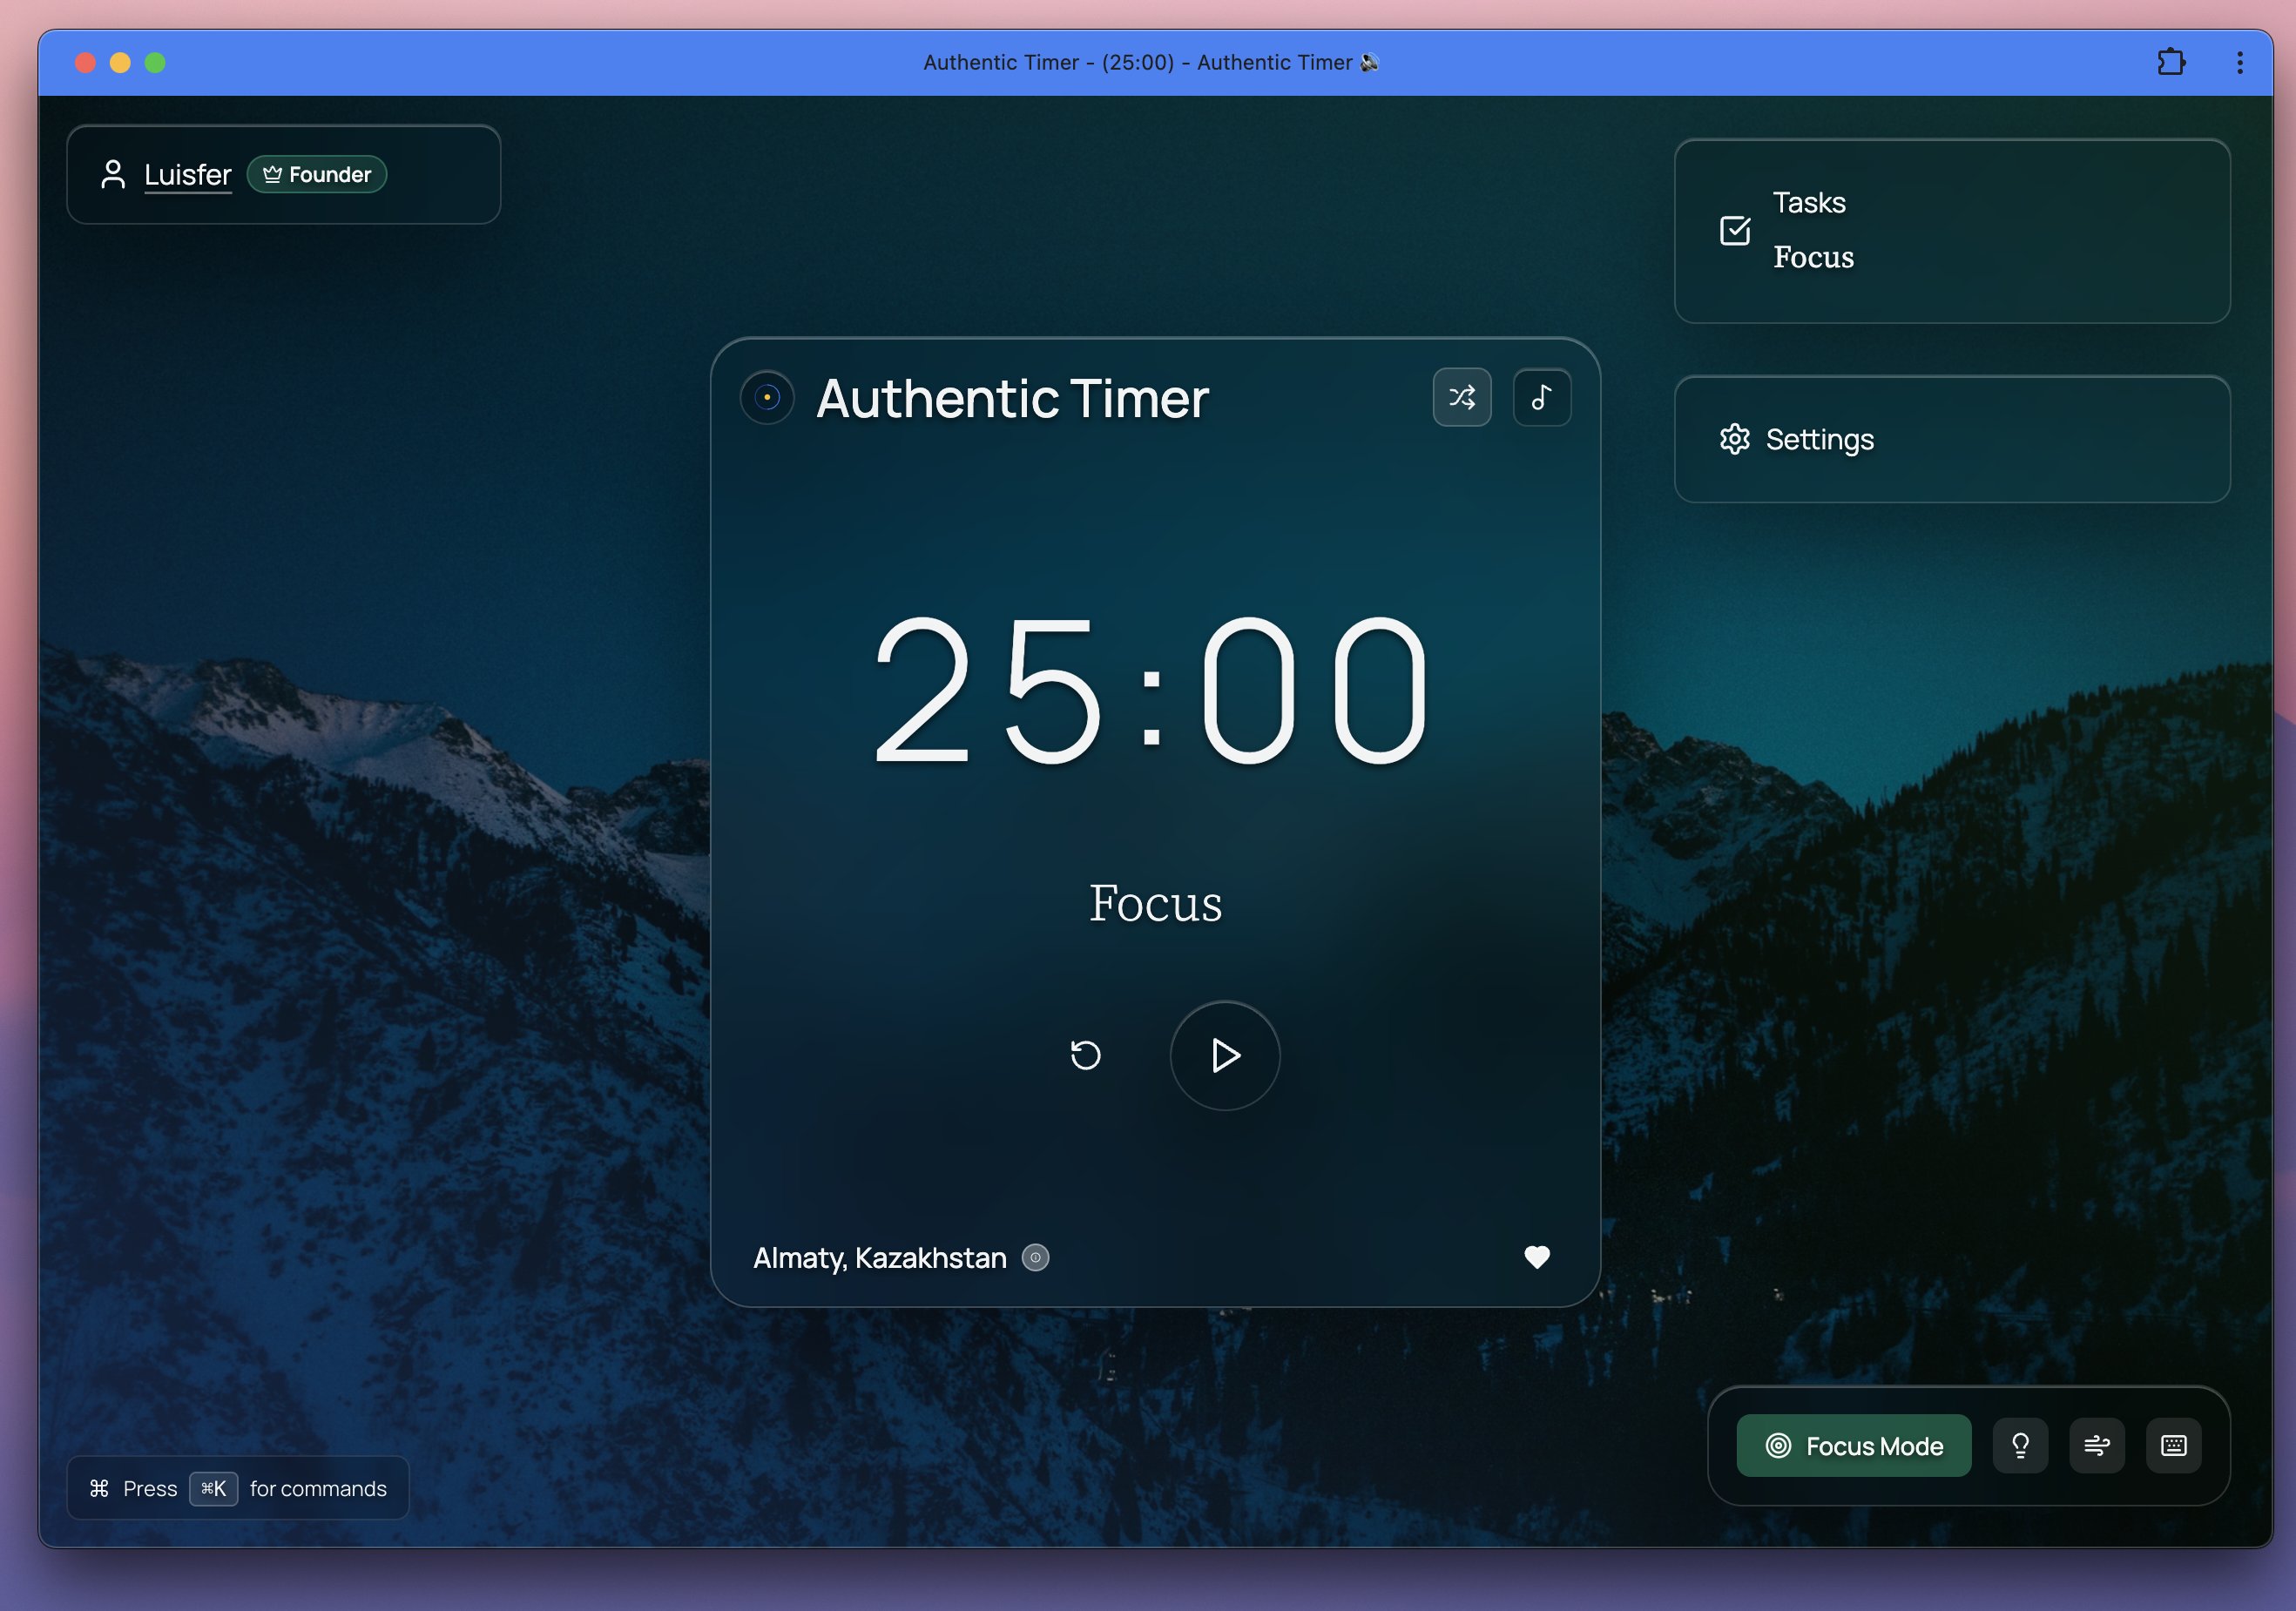 Authentic Timer - (25:00) - Authentic Timer 🔊
Luisfer
Founder
Tasks
Focus
Settings
Authentic Timer
25:00
Focus
Almaty, Kazakhstan
Press ⌘K for commands
Focus Mode